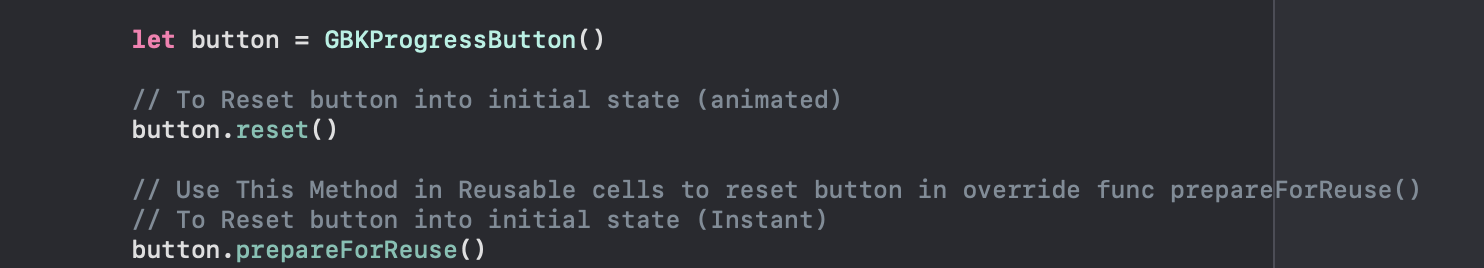 let button = GBKProgressButton()
// To Reset button into initial state (animated)
button.reset()
// Use This Method in Reusable cells to reset button in override func prepareForReuse()
// To Reset button into initial state (Instant)
button.prepareForReuse()